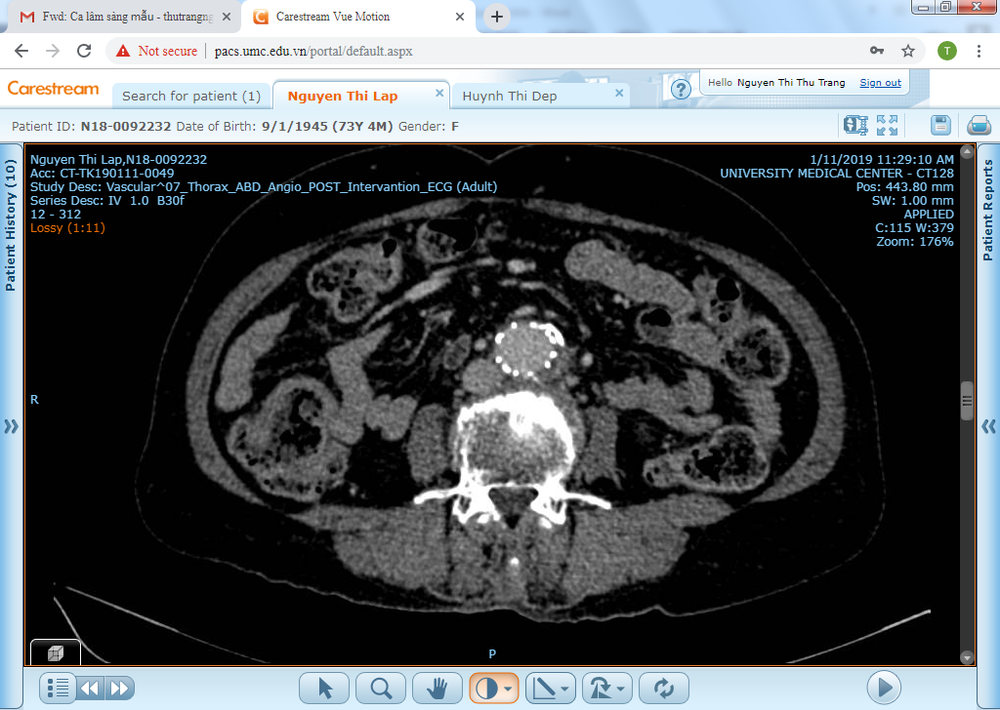 Fwd: Ca lâm sàng mẫu - thutrangng
Carestream Vue Motion
Not secure | pacs.umc.edu.vn/portal/default.aspx
T
Carestream
Search for patient (1)
Nguyen Thi Lap
Huynh Thi Dep
?
Hello Nguyen Thi Thu Trang Sign out
Patient ID: N18-0092232 Date of Birth: 9/1/1945 (73Y 4M) Gender: F
Patient History (10)
Patient Reports
Nguyen Thi Lap,N18-0092232
Acc: CT-TK190111-0049
Study Desc: Vascular^07_Thorax_ABD_Angio_POST_Intervantion_ECG (Adult)
Series Desc: IV 1.0 B30f
12 - 312
Lossy (1:11)
1/11/2019 11:29:10 AM
UNIVERSITY MEDICAL CENTER - CT128
Pos: 443.80 mm
SW: 1.00 mm
APPLIED
C:115 W:379
Zoom: 176%
R
P